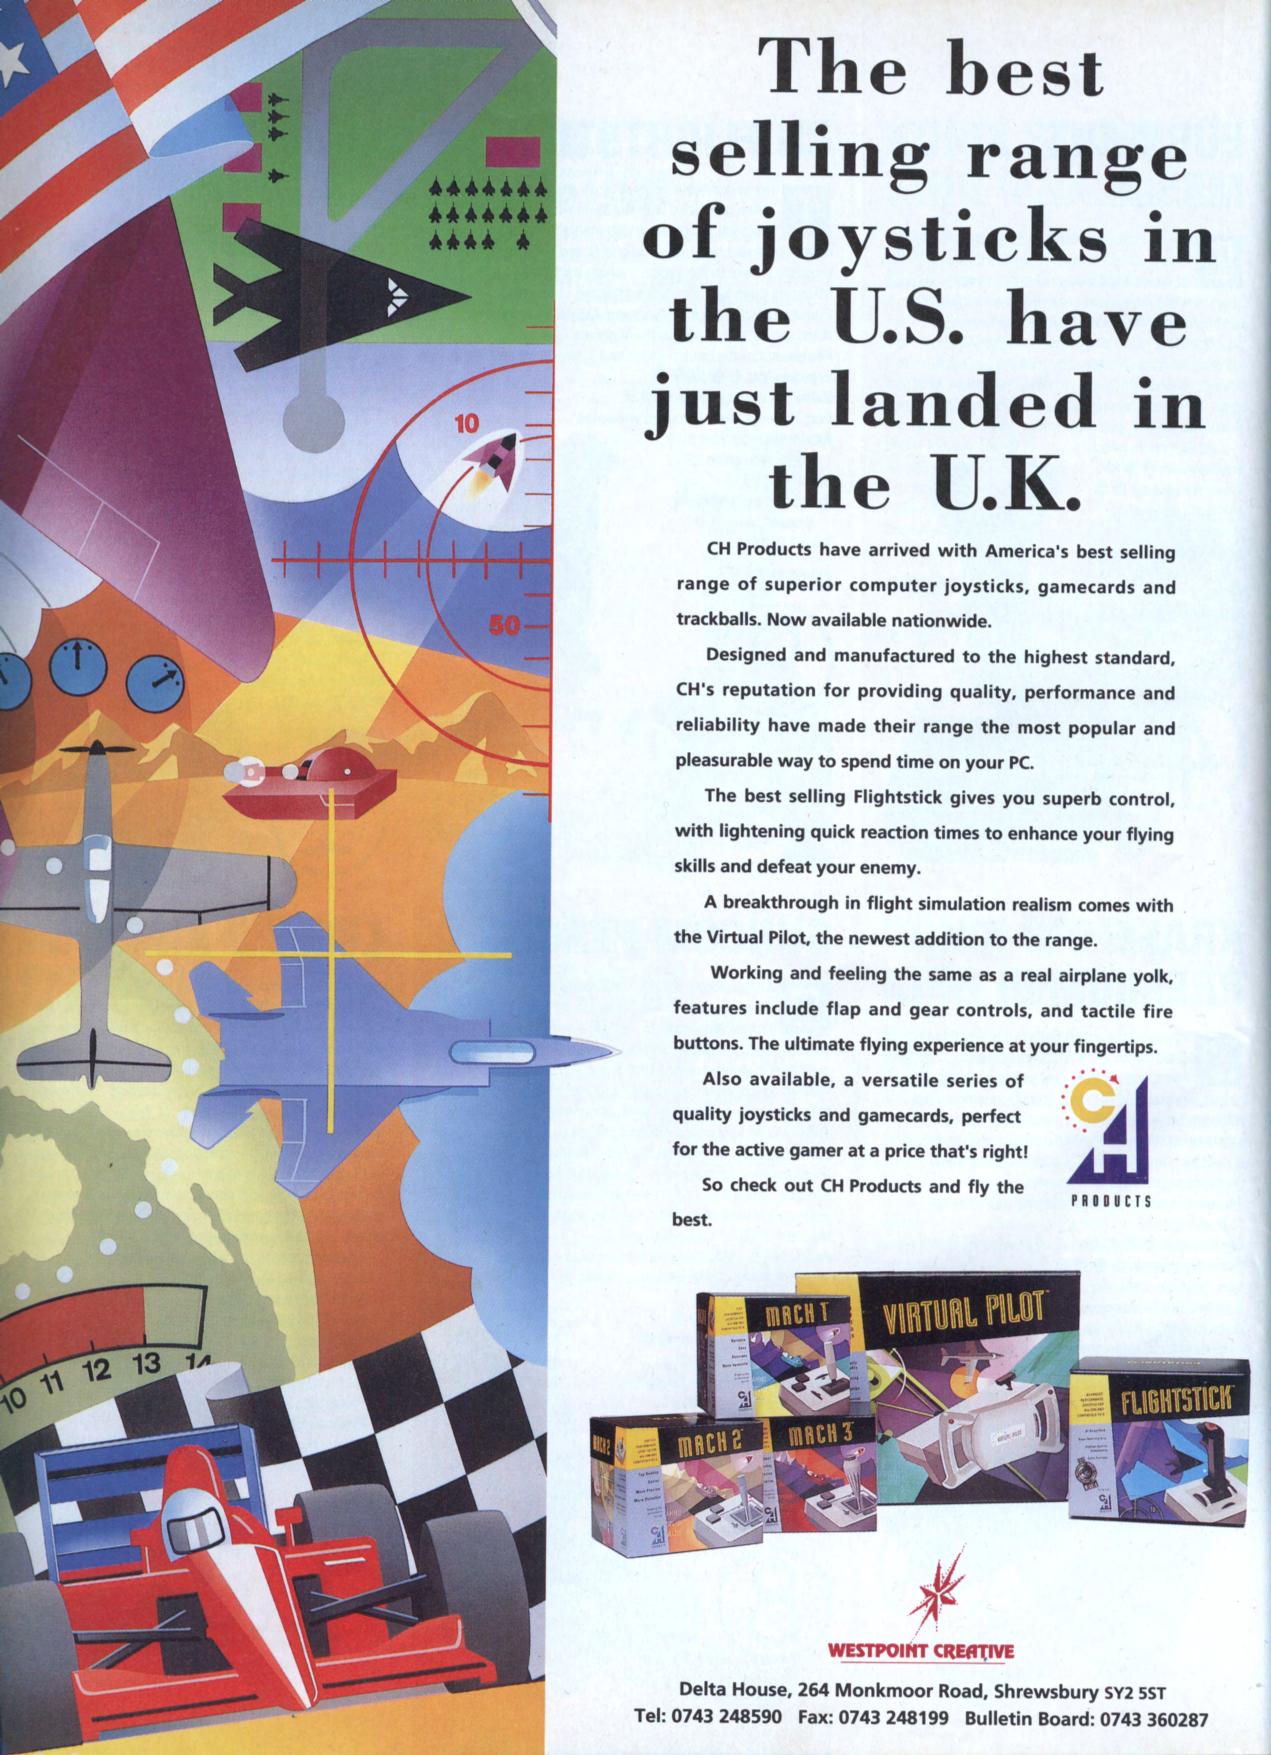 The best
selling range
of joysticks in
the U.S. have
just landed in
the U.K.
CH Products have arrived with America's best selling
range of superior computer joysticks, gamecards and
trackballs. Now available nationwide.
Designed and manufactured to the highest standard,
CH's reputation for providing quality, performance and
reliability have made their range the most popular and
pleasurable way to spend time on your PC.
The best selling Flightstick gives you superb control,
with lightening quick reaction times to enhance your flying
skills and defeat your enemy.
A breakthrough in flight simulation realism comes with
the Virtual Pilot, the newest addition to the range.
Working and feeling the same as a real airplane yolk,
features include flap and gear controls, and tactile fire
buttons. The ultimate flying experience at your fingertips.
Also available, a versatile series of
quality joysticks and gamecards, perfect
for the active gamer at a price that's right!
So check out CH Products and fly the
best.
CH
PRODUCTS
10
50
10 11 12 13 14
MACH 1
VIRTUAL PILOT™
FLIGHTSTICK™
MACH 2
MACH 2™
MACH 3™
WESTPOINT CREATIVE
Delta House, 264 Monkmoor Road, Shrewsbury SY2 5ST
Tel: 0743 248590 Fax: 0743 248199 Bulletin Board: 0743 360287